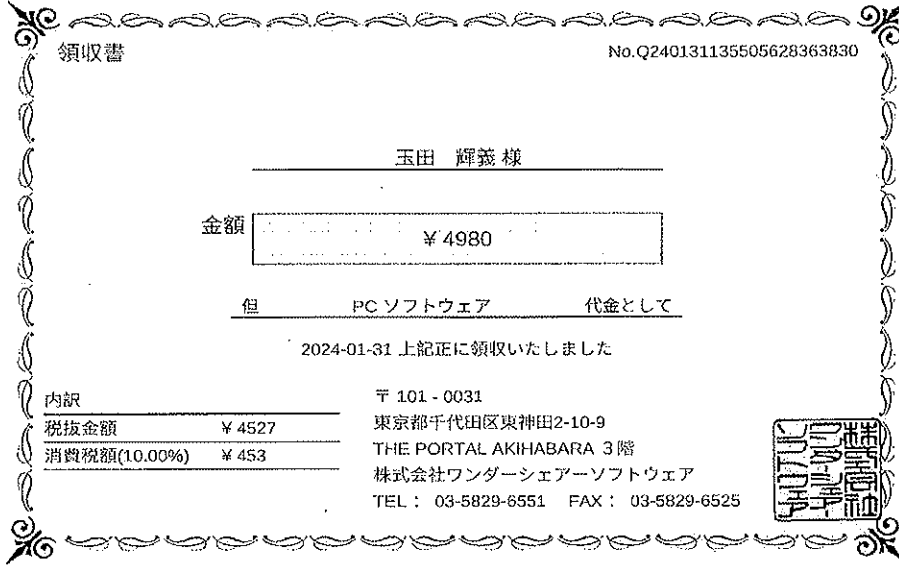 領収書
No.Q240131135505628363830
玉田　輝義 様
金額
¥ 4980
但　PC ソフトウェア　代金として
2024-01-31 上記正に領収いたしました
内訳
税抜金額　¥ 4527
消費税額(10.00%)　¥ 453
〒 101 - 0031
東京都千代田区東神田2-10-9
THE PORTAL AKIHABARA ３階
株式会社ワンダーシェアーソフトウェア
TEL： 03-5829-6551　FAX： 03-5829-6525